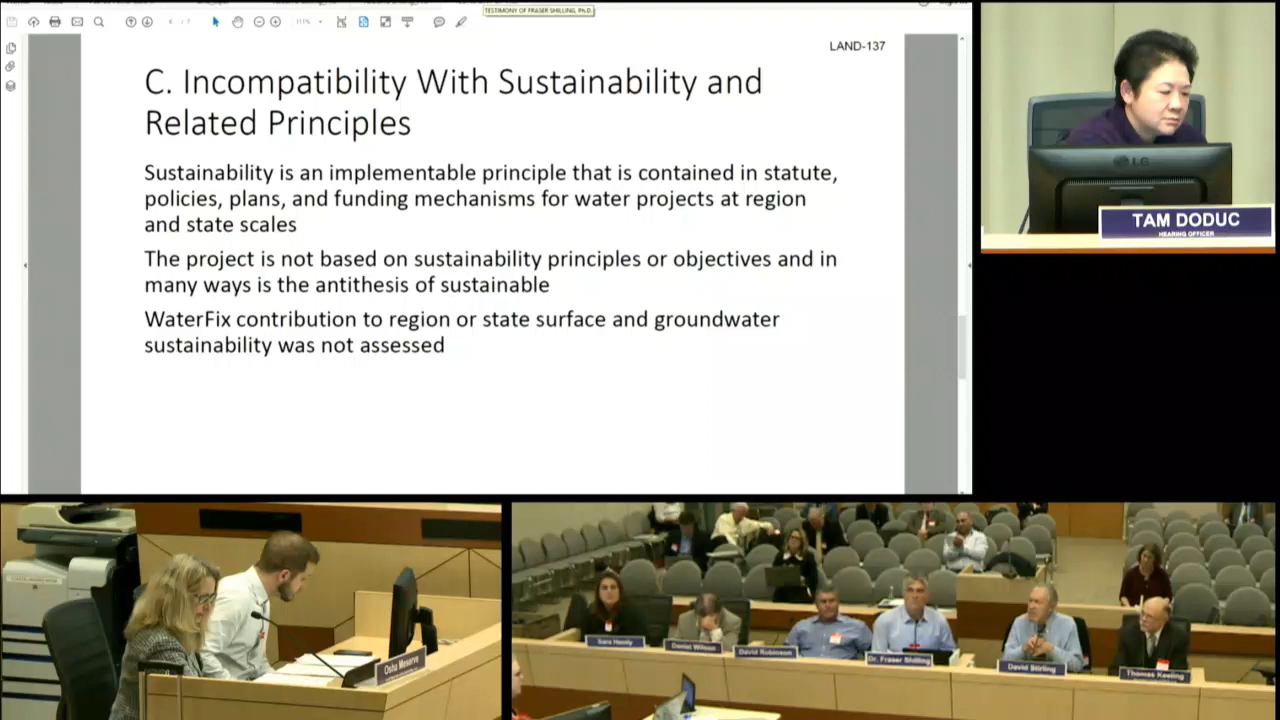 TESTIMONY OF FRASER SHILLING, Ph.D.
LAND-137
C. Incompatibility With Sustainability and
Related Principles
Sustainability is an implementable principle that is contained in statute,
policies, plans, and funding mechanisms for water projects at region
and state scales
The project is not based on sustainability principles or objectives and in
many ways is the antithesis of sustainable
WaterFix contribution to region or state surface and groundwater
sustainability was not assessed
LG
TAM DODUC
HEARING OFFICER
Osha Meserve
Daniel Wilson
David Robinson
Dr. Fraser Shilling
David Stirling
Thomas Keeling